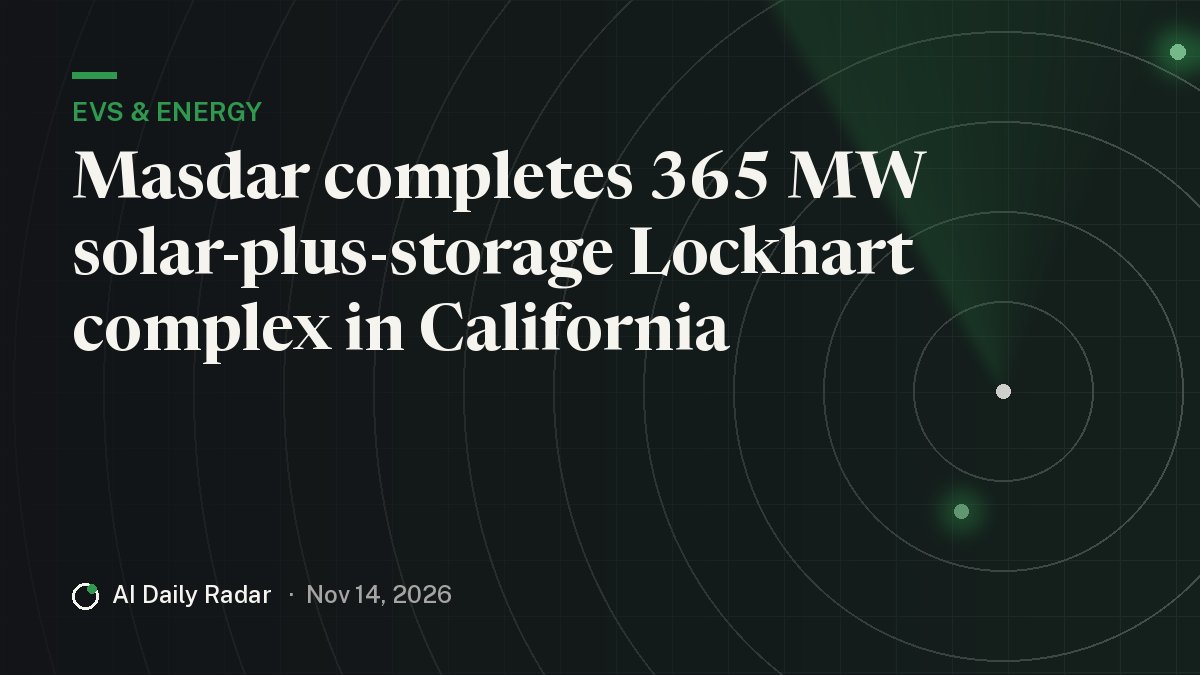 EVS & ENERGY
Masdar completes 365 MW
solar-plus-storage Lockhart
complex in California
AI Daily Radar · Nov 14, 2026